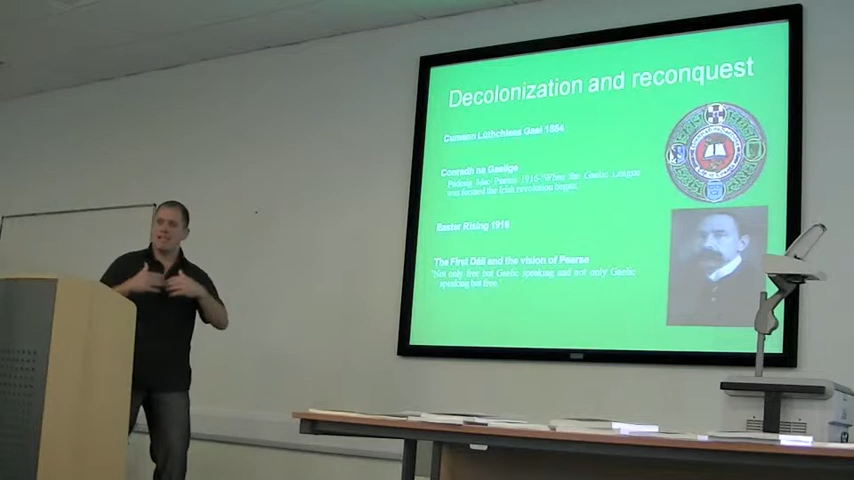 Decolonization and reconquest
Cumann Lúthchleas Gael 1884
Conradh na Gaeilge
Pádraig Mac Piarais 1916-"When the Gaelic League
was formed the Irish revolution began"
Easter Rising 1916
The First Dáil and the vision of Pearse
"Not only free but Gaelic speaking and not only Gaelic
speaking but free."